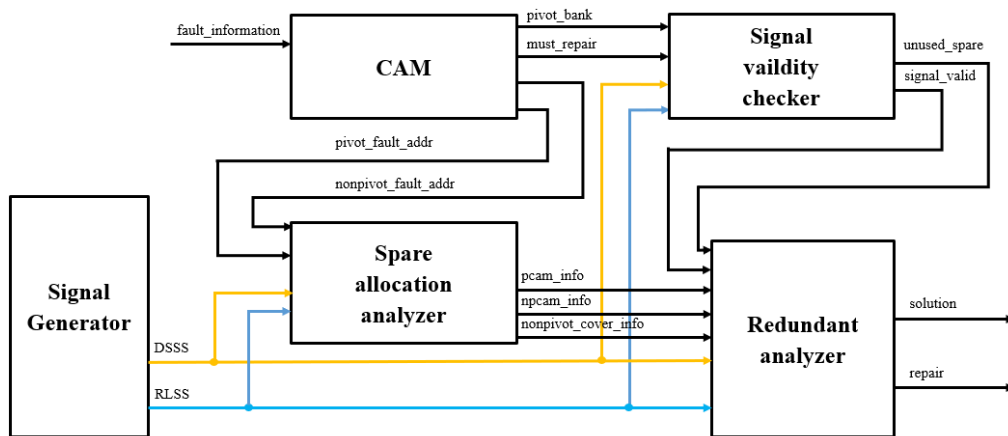 fault_information
CAM
pivot_bank
must_repair
Signal
vaildity
checker
unused_spare
signal_valid
pivot_fault_addr
nonpivot_fault_addr
Signal
Generator
Spare
allocation
analyzer
pcam_info
npcam_info
nonpivot_cover_info
DSSS
RLSS
Redundant
analyzer
solution
repair